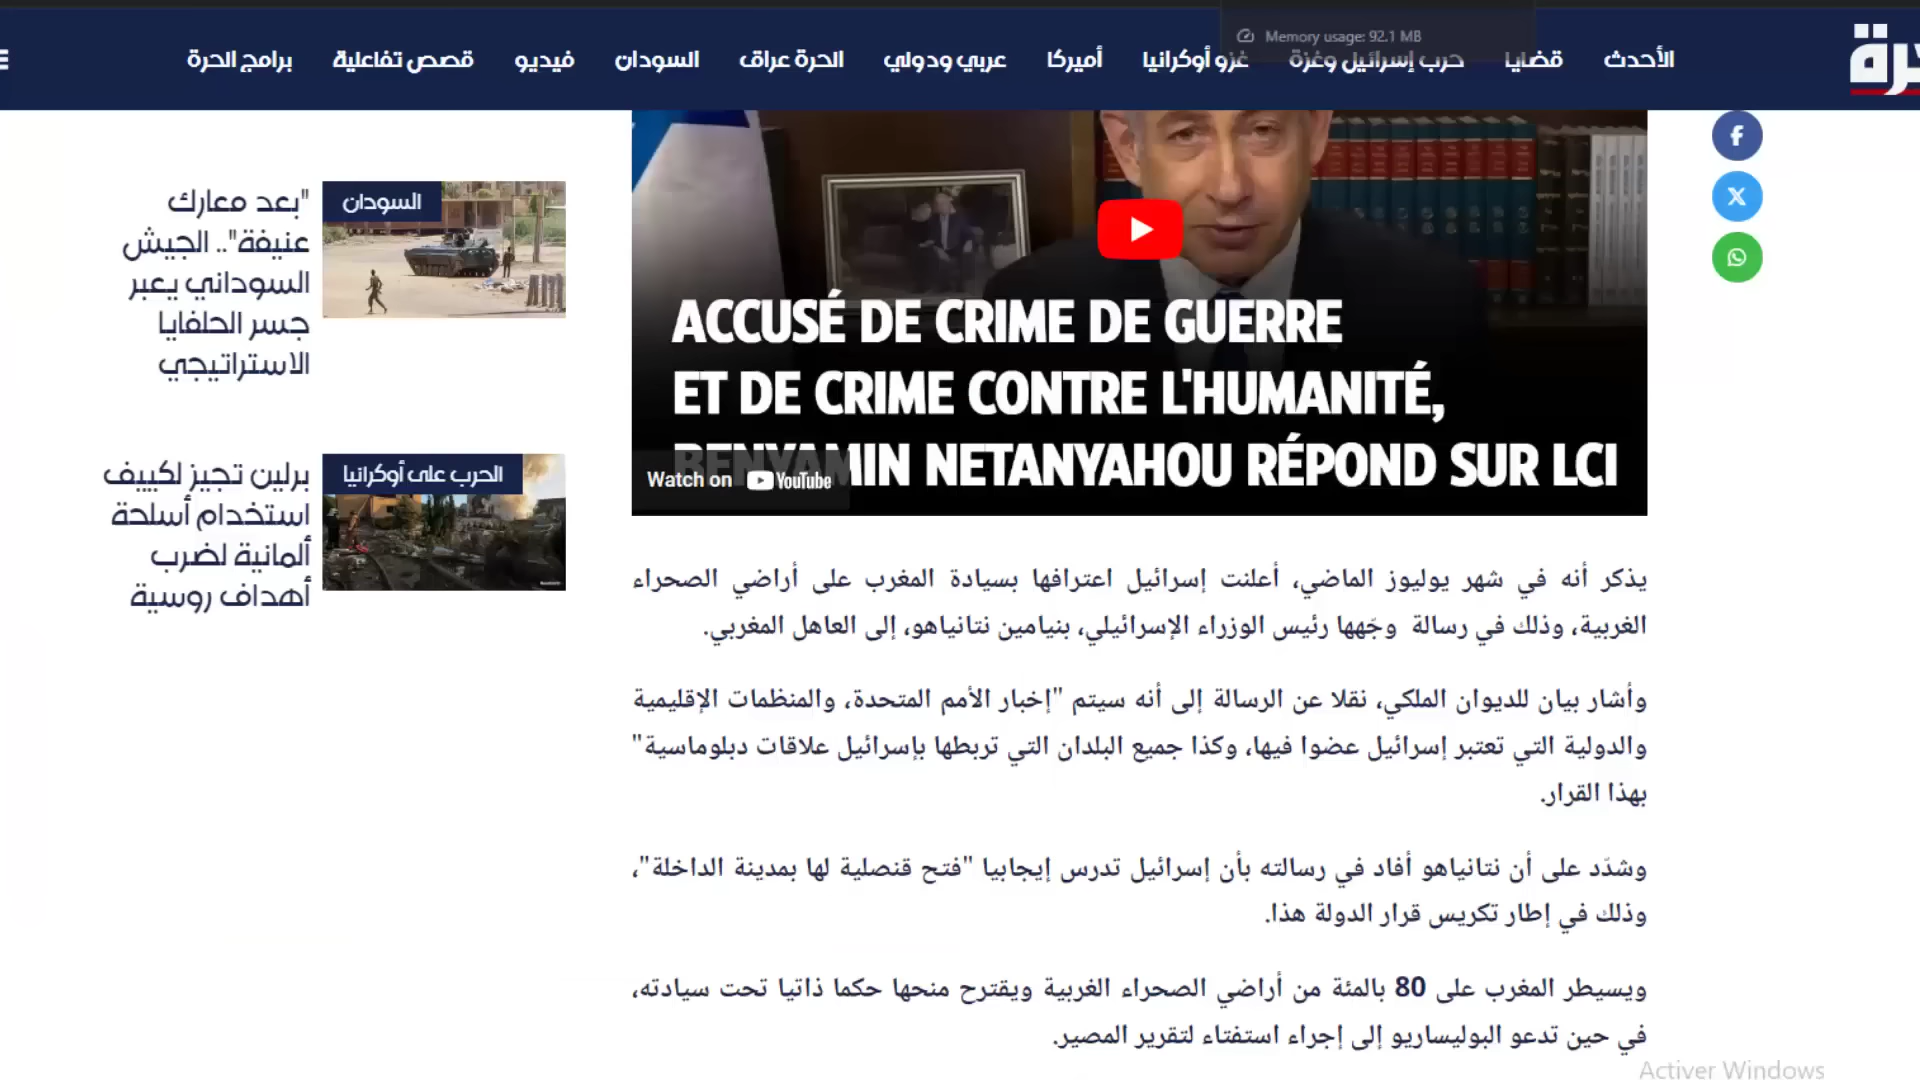 Memory usage: 92.1 MB
الأحدث قضايا حرب إسرائيل وغزة غزو أوكرانيا أميركا عربي ودولي الحرة عراق السودان فيديو قصص تفاعلية برامج الحرة
ACCUSÉ DE CRIME DE GUERRE
ET DE CRIME CONTRE L'HUMANITÉ,
BENYAMIN NETANYAHOU RÉPOND SUR LCI
Watch on YouTube
يذكر أنه في شهر يوليوز الماضي، أعلنت إسرائيل اعترافها بسيادة المغرب على أراضي الصحراء
الغربية، وذلك في رسالة وجّهها رئيس الوزراء الإسرائيلي، بنيامين نتانياهو، إلى العاهل المغربي.
وأشار بيان للديوان الملكي، نقلا عن الرسالة إلى أنه سيتم "إخبار الأمم المتحدة، والمنظمات الإقليمية
والدولية التي تعتبر إسرائيل عضوا فيها، وكذا جميع البلدان التي تربطها بإسرائيل علاقات دبلوماسية"
بهذا القرار.
وشدّد على أن نتانياهو أفاد في رسالته بأن إسرائيل تدرس إيجابيا "فتح قنصلية لها بمدينة الداخلة"،
وذلك في إطار تكريس قرار الدولة هذا.
ويسيطر المغرب على 80 بالمئة من أراضي الصحراء الغربية ويقترح منحها حكما ذاتيا تحت سيادته،
في حين تدعو البوليساريو إلى إجراء استفتاء لتقرير المصير.
السودان
"بعد معارك
عنيفة".. الجيش
السوداني يعبر
جسر الحلفايا
الاستراتيجي
الحرب على أوكرانيا
برلين تجيز لكييف
استخدام أسلحة
ألمانية لضرب
أهداف روسية
Activer Windows